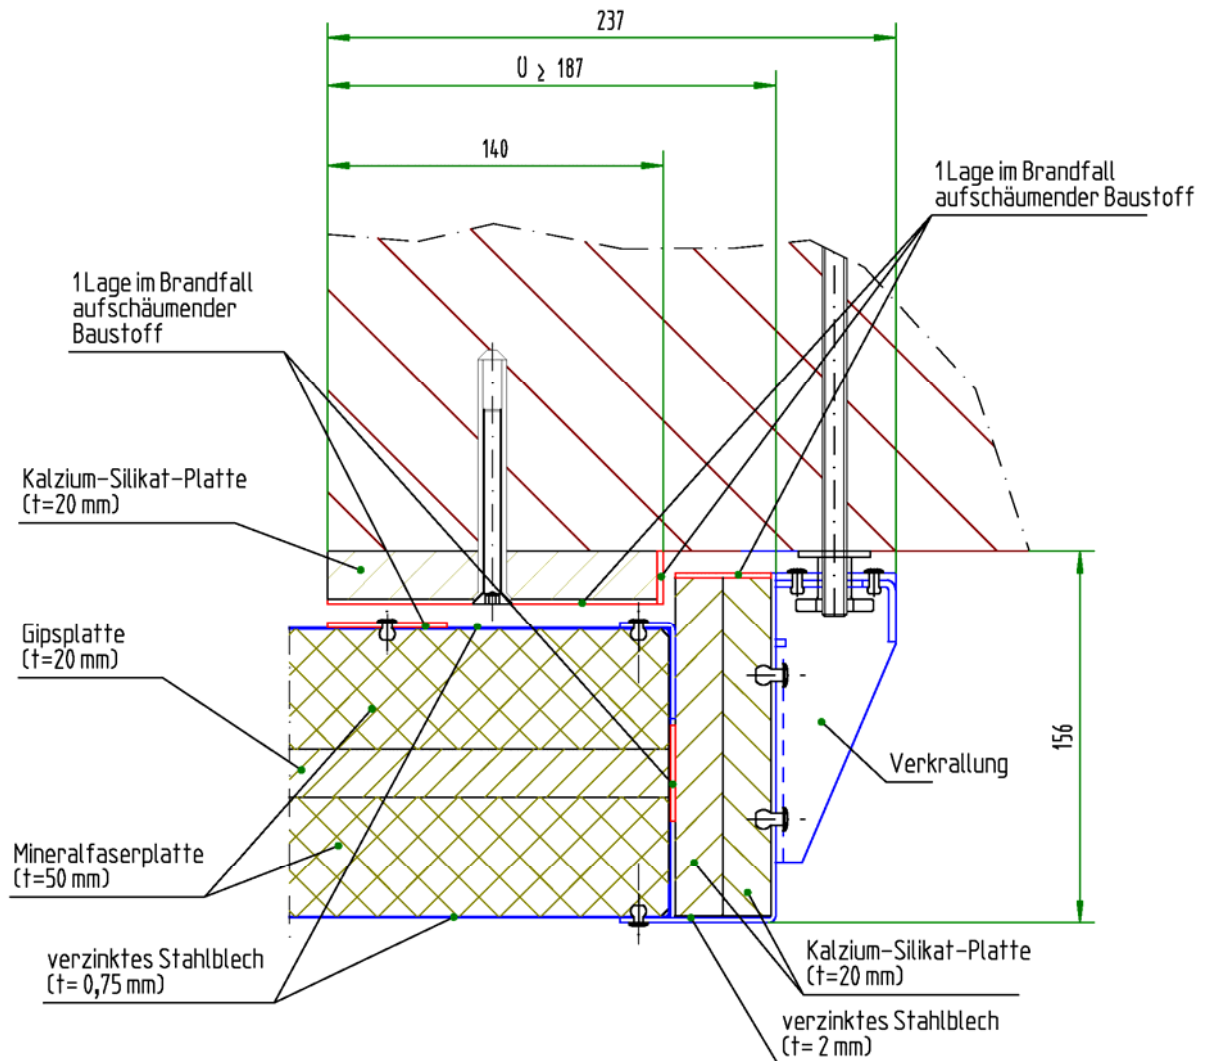 237
Ü ≥ 187
140
1 Lage im Brandfall
aufschäumender Baustoff
1 Lage im Brandfall
aufschäumender
Baustoff
Kalzium-Silikat-Platte
(t=20 mm)
Gipsplatte
(t=20 mm)
156
Verkrallung
Mineralfaserplatte
(t=50 mm)
verzinktes Stahlblech
(t= 0,75 mm)
Kalzium-Silikat-Platte
(t=20 mm)
verzinktes Stahlblech
(t= 2 mm)